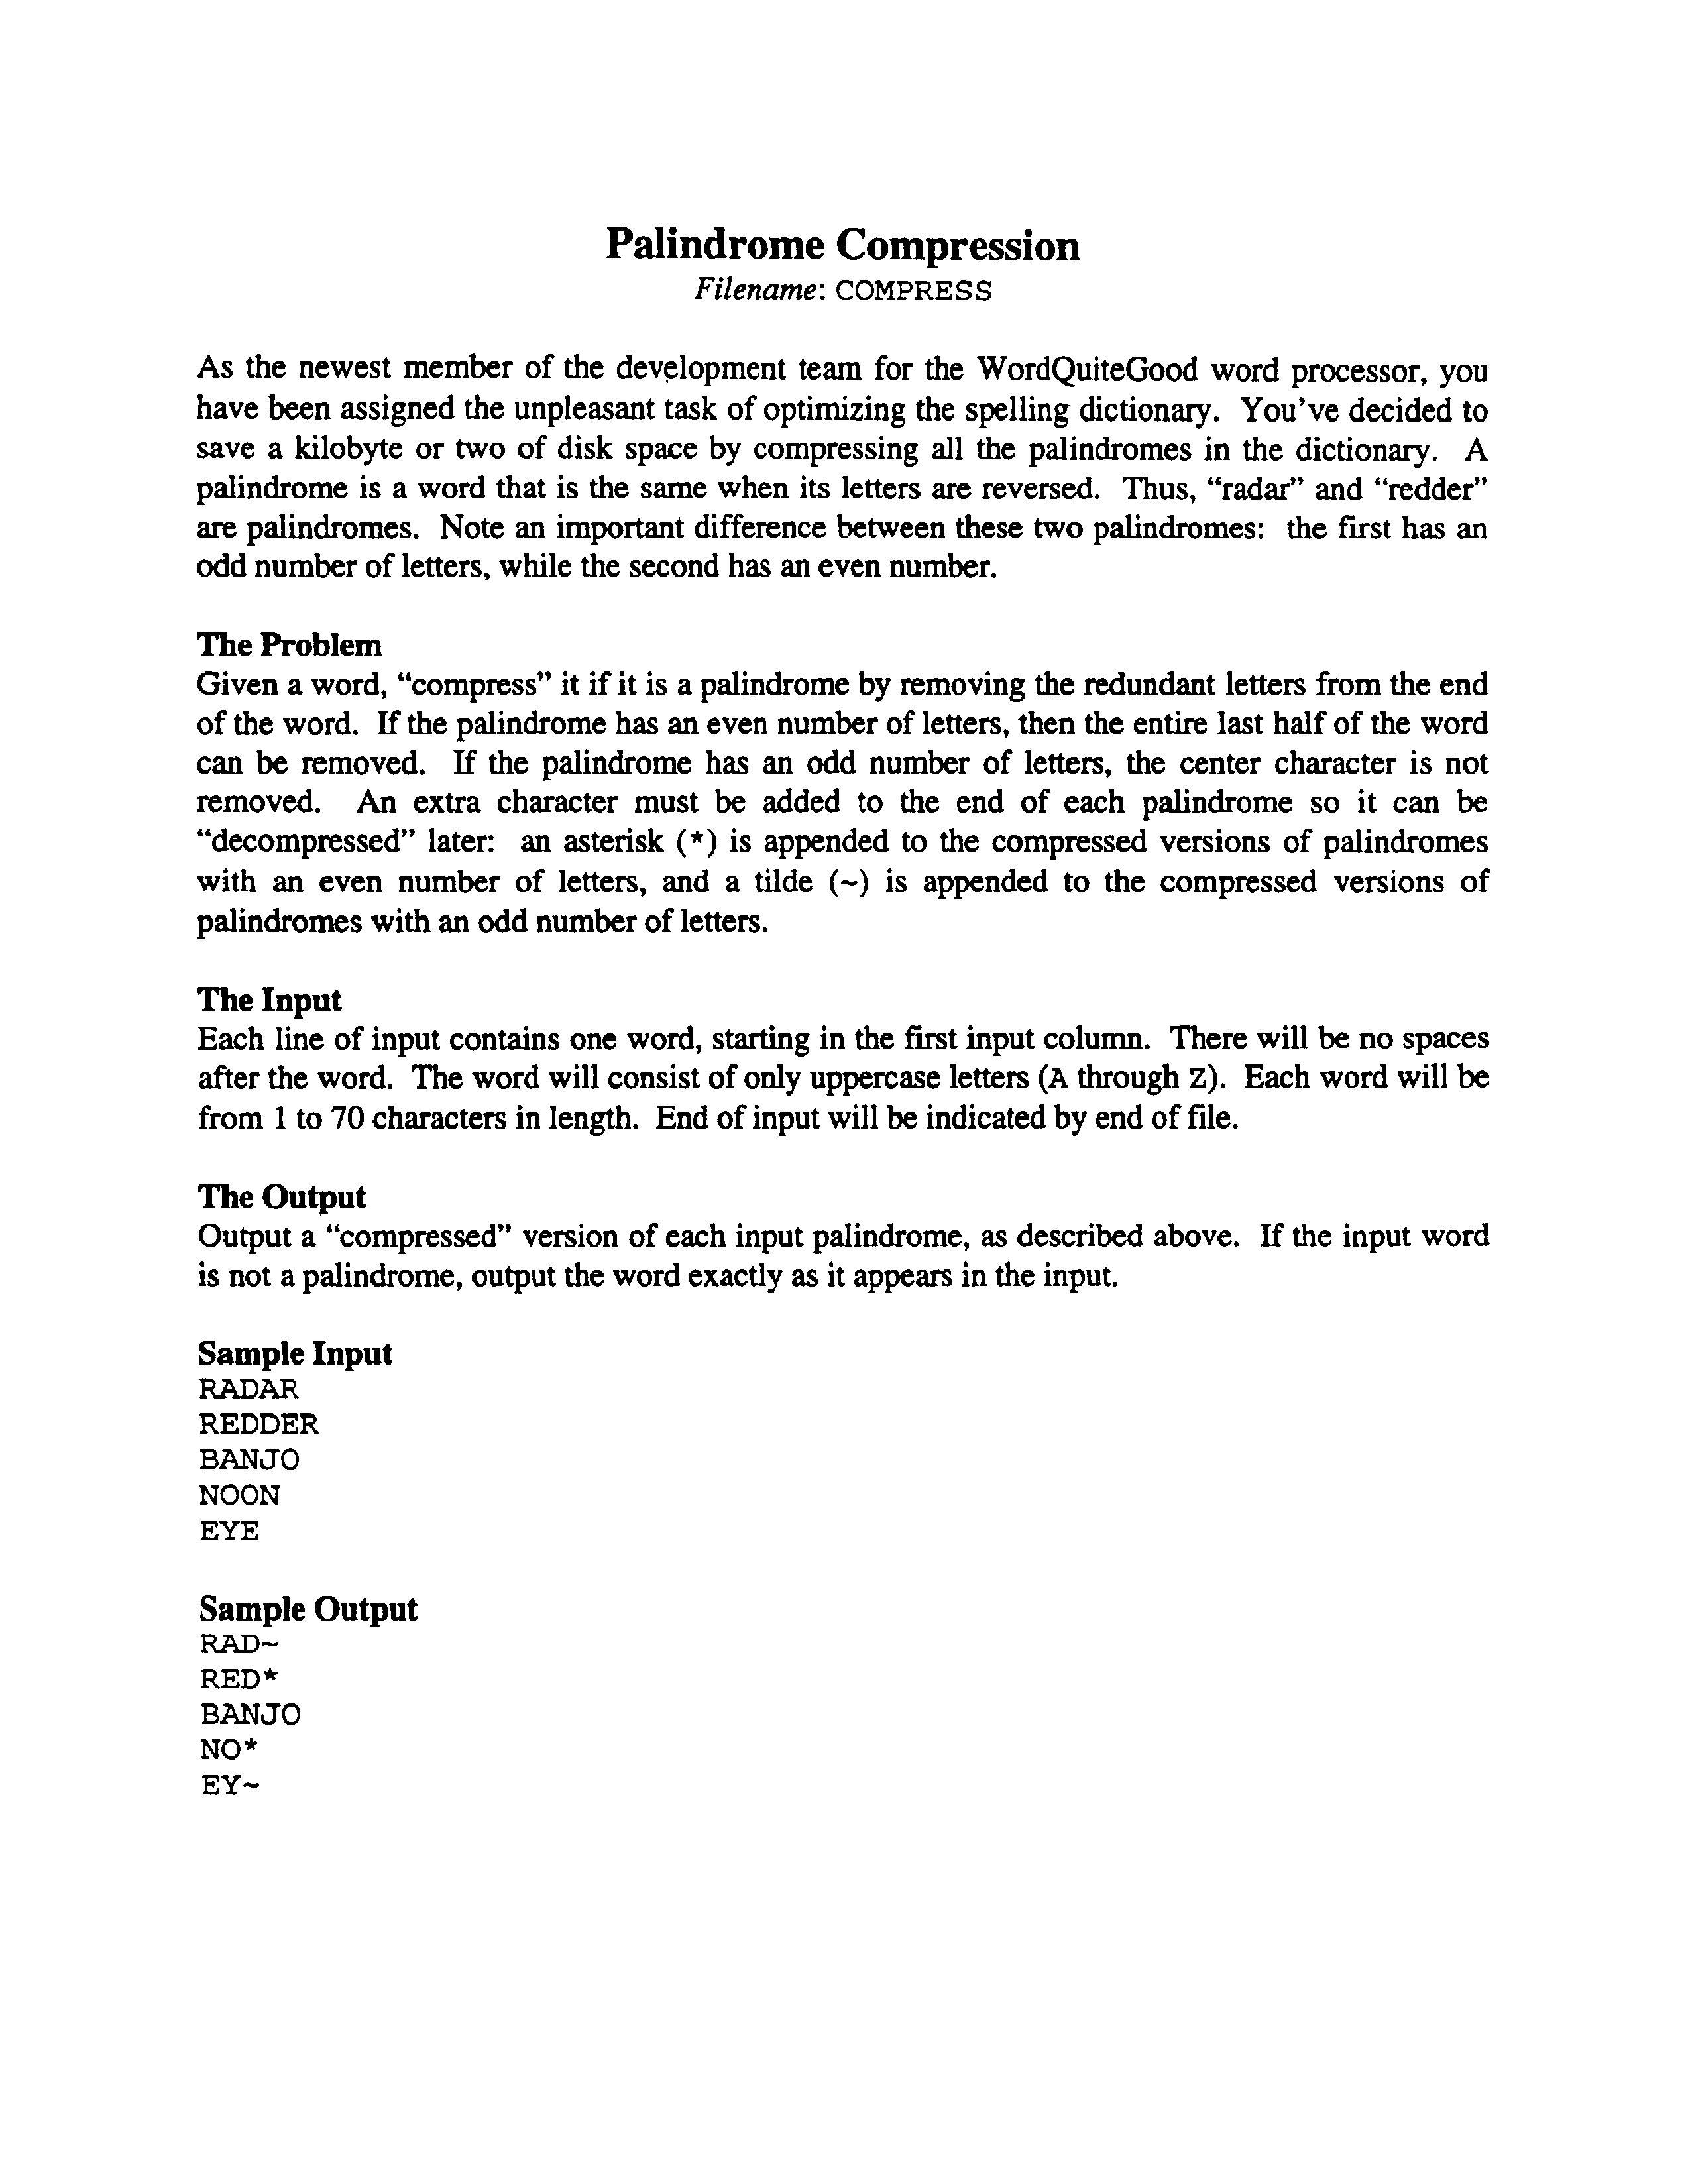 Palindrome Compression
Filename: COMPRESS
As the newest member of the development team for the WordQuiteGood word processor, you
have been assigned the unpleasant task of optimizing the spelling dictionary. You've decided to
save a kilobyte or two of disk space by compressing all the palindromes in the dictionary. A
palindrome is a word that is the same when its letters are reversed. Thus, “radar” and “redder”
are palindromes. Note an important difference between these two palindromes: the first has an
odd number of letters, while the second has an even number.
The Problem
Given a word, “compress” it if it is a palindrome by removing the redundant letters from the end
of the word. If the palindrome has an even number of letters, then the entire last half of the word
can be removed. If the palindrome has an odd number of letters, the center character is not
removed. An extra character must be added to the end of each palindrome so it can be
“decompressed” later: an asterisk (*) is appended to the compressed versions of palindromes
with an even number of letters, and a tilde (~) is appended to the compressed versions of
palindromes with an odd number of letters.
The Input
Each line of input contains one word, starting in the first input column. There will be no spaces
after the word. The word will consist of only uppercase letters (A through Z). Each word will be
from 1 to 70 characters in length. End of input will be indicated by end of file.
The Output
Output a “compressed” version of each input palindrome, as described above. If the input word
is not a palindrome, output the word exactly as it appears in the input.
Sample Input
RADAR
REDDER
BANJO
NOON
EYE
Sample Output
RAD~
RED*
BANJO
NO*
EY~